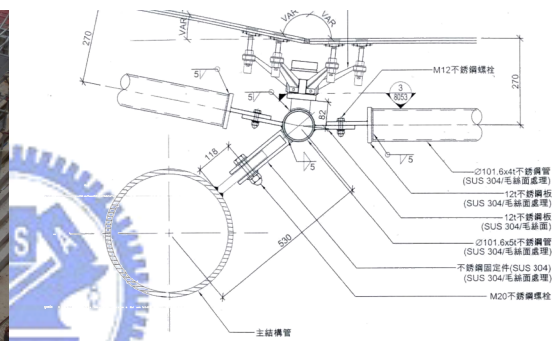 VAR
VAR
VAR
270
5
5
82
M12不銹鋼螺栓
3
8053
270
118
5
5
530
∅101.6x4t不銹鋼管
(SUS 304/毛絲面處理)
12t不銹鋼板
(SUS 304/毛絲面處理)
12t不銹鋼板
(SUS 304/毛絲面)
∅101.6x5t不銹鋼管
(SUS 304/毛絲面處理)
不銹鋼固定件(SUS 304)
(SUS 304/毛絲面處理)
M20不銹鋼螺栓
主結構管
S
A